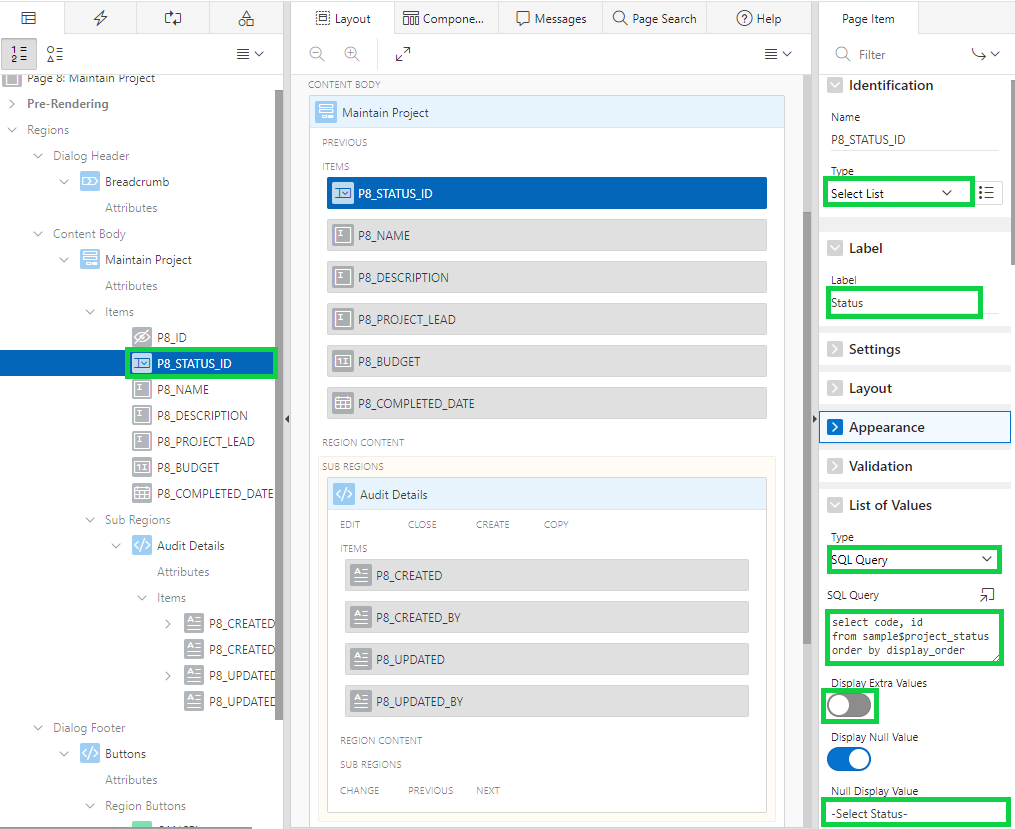 Page 8: Maintain Project
Pre-Rendering
Regions
Dialog Header
Breadcrumb
Attributes
Content Body
Maintain Project
Attributes
Items
P8_ID
P8_STATUS_ID
P8_NAME
P8_DESCRIPTION
P8_PROJECT_LEAD
P8_BUDGET
P8_COMPLETED_DATE
Sub Regions
Audit Details
Attributes
Items
P8_CREATED
P8_CREATED
P8_UPDATED
P8_UPDATED
Dialog Footer
Buttons
Attributes
Region Buttons
Layout
Compone...
Messages
Page Search
Help
CONTENT BODY
Maintain Project
PREVIOUS
ITEMS
P8_STATUS_ID
P8_NAME
P8_DESCRIPTION
P8_PROJECT_LEAD
P8_BUDGET
P8_COMPLETED_DATE
REGION CONTENT
SUB REGIONS
Audit Details
EDIT CLOSE CREATE COPY
ITEMS
P8_CREATED
P8_CREATED_BY
P8_UPDATED
P8_UPDATED_BY
REGION CONTENT
SUB REGIONS
CHANGE PREVIOUS NEXT
Page Item
Filter
Identification
Name
P8_STATUS_ID
Type
Select List
Label
Label
Status
Settings
Layout
Appearance
Validation
List of Values
Type
SQL Query
SQL Query
select code, id
from sample$project_status
order by display_order
Display Extra Values
Display Null Value
Null Display Value
-Select Status-